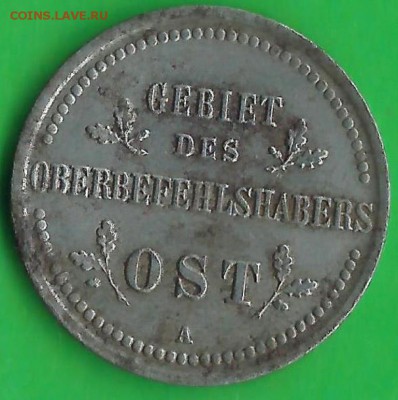 COINS.LAVE.RU
GEBIET
DES
OBERBEFEHLSHABERS
OST
A